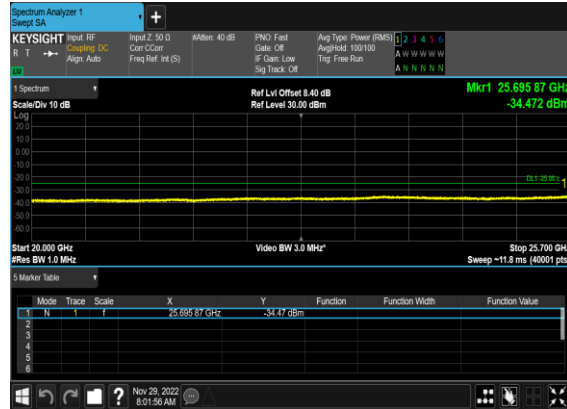 Spectrum Analyzer 1
Swept SA
KEYSIGHT Input: RF Input Z: 50 Ω #Atten: 40 dB PNO: Fast Avg Type: Power (RMS) 1 2 3 4 5 6
R T Coupling: DC Corr CCorr Gate: Off Avg|Hold: 100/100 A W W W W W
Align: Auto Freq Ref: Int (S) IF Gain: Low Trig: Free Run
Sig Track: Off A N N N N N
1 Spectrum
Ref Lvl Offset 8.40 dB Mkr1 25.695 87 GHz
Scale/Div 10 dB Ref Level 30.00 dBm -34.472 dBm
Log
20.0
10.0
0.00
-10.0
-20.0
DL1 -25.00
1
-30.0
-40.0
-50.0
-60.0
Start 20.000 GHz Video BW 3.0 MHz* Stop 25.700 GHz
#Res BW 1.0 MHz Sweep ~11.8 ms (40001 pts)
5 Marker Table
Mode Trace Scale X Y Function Function Width Function Value
1 N 1 f 25.695 87 GHz -34.47 dBm
2
3
4
5
6
? Nov 29, 2022
8:01:56 AM